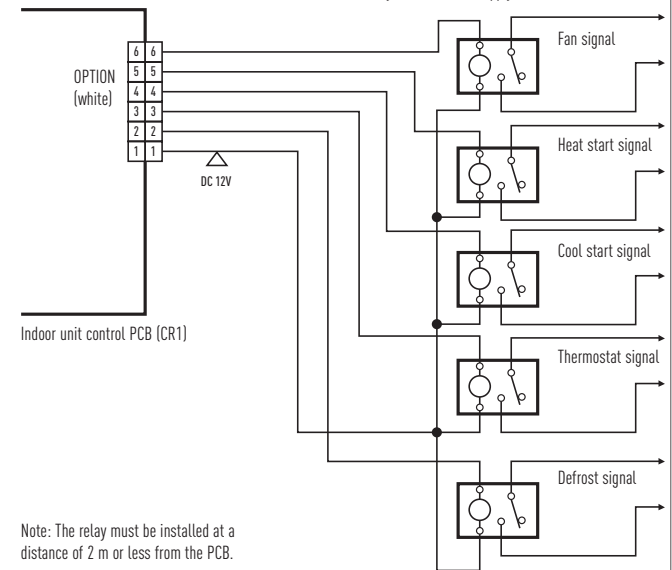 Fan signal
6 6
5 5
OPTION
(white)
4 4
3 3
2 2
1 1
DC 12V
Heat start signal
Cool start signal
Indoor unit control PCB (CR1)
Thermostat signal
Defrost signal
Note: The relay must be installed at a
distance of 2 m or less from the PCB.